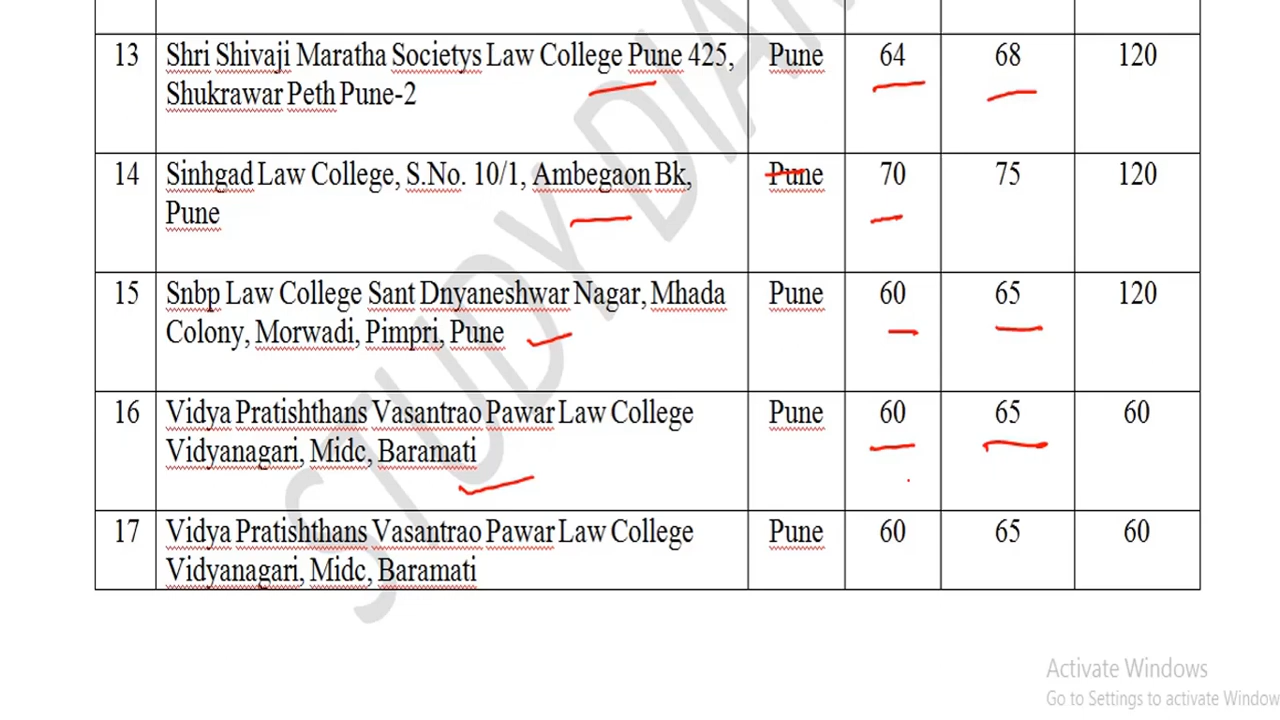 13 Shri Shivaji Maratha Societys Law College Pune 425, Pune 64 68 120
Shukrawar Peth Pune-2
14 Sinhgad Law College, S.No. 10/1, Ambegaon Bk, Pune 70 75 120
Pune
15 Snbp Law College Sant Dnyaneshwar Nagar, Mhada Pune 60 65 120
Colony, Morwadi, Pimpri, Pune
16 Vidya Pratishthans Vasantrao Pawar Law College Pune 60 65 60
Vidyanagari, Midc, Baramati
17 Vidya Pratishthans Vasantrao Pawar Law College Pune 60 65 60
Vidyanagari, Midc, Baramati
STUDY DIA
Activate Windows
Go to Settings to activate Window